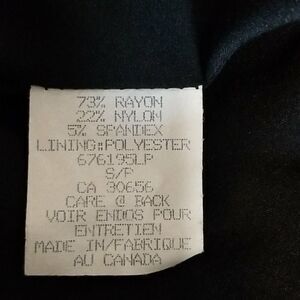 73% RAYON
22% NYLON
5% SPANDEX
LINING:POLYESTER
676195LP
S/P
CA 30656
CARE @ BACK
VOIR ENDOS POUR
ENTRETIEN
MADE IN/FABRIQUE
AU CANADA